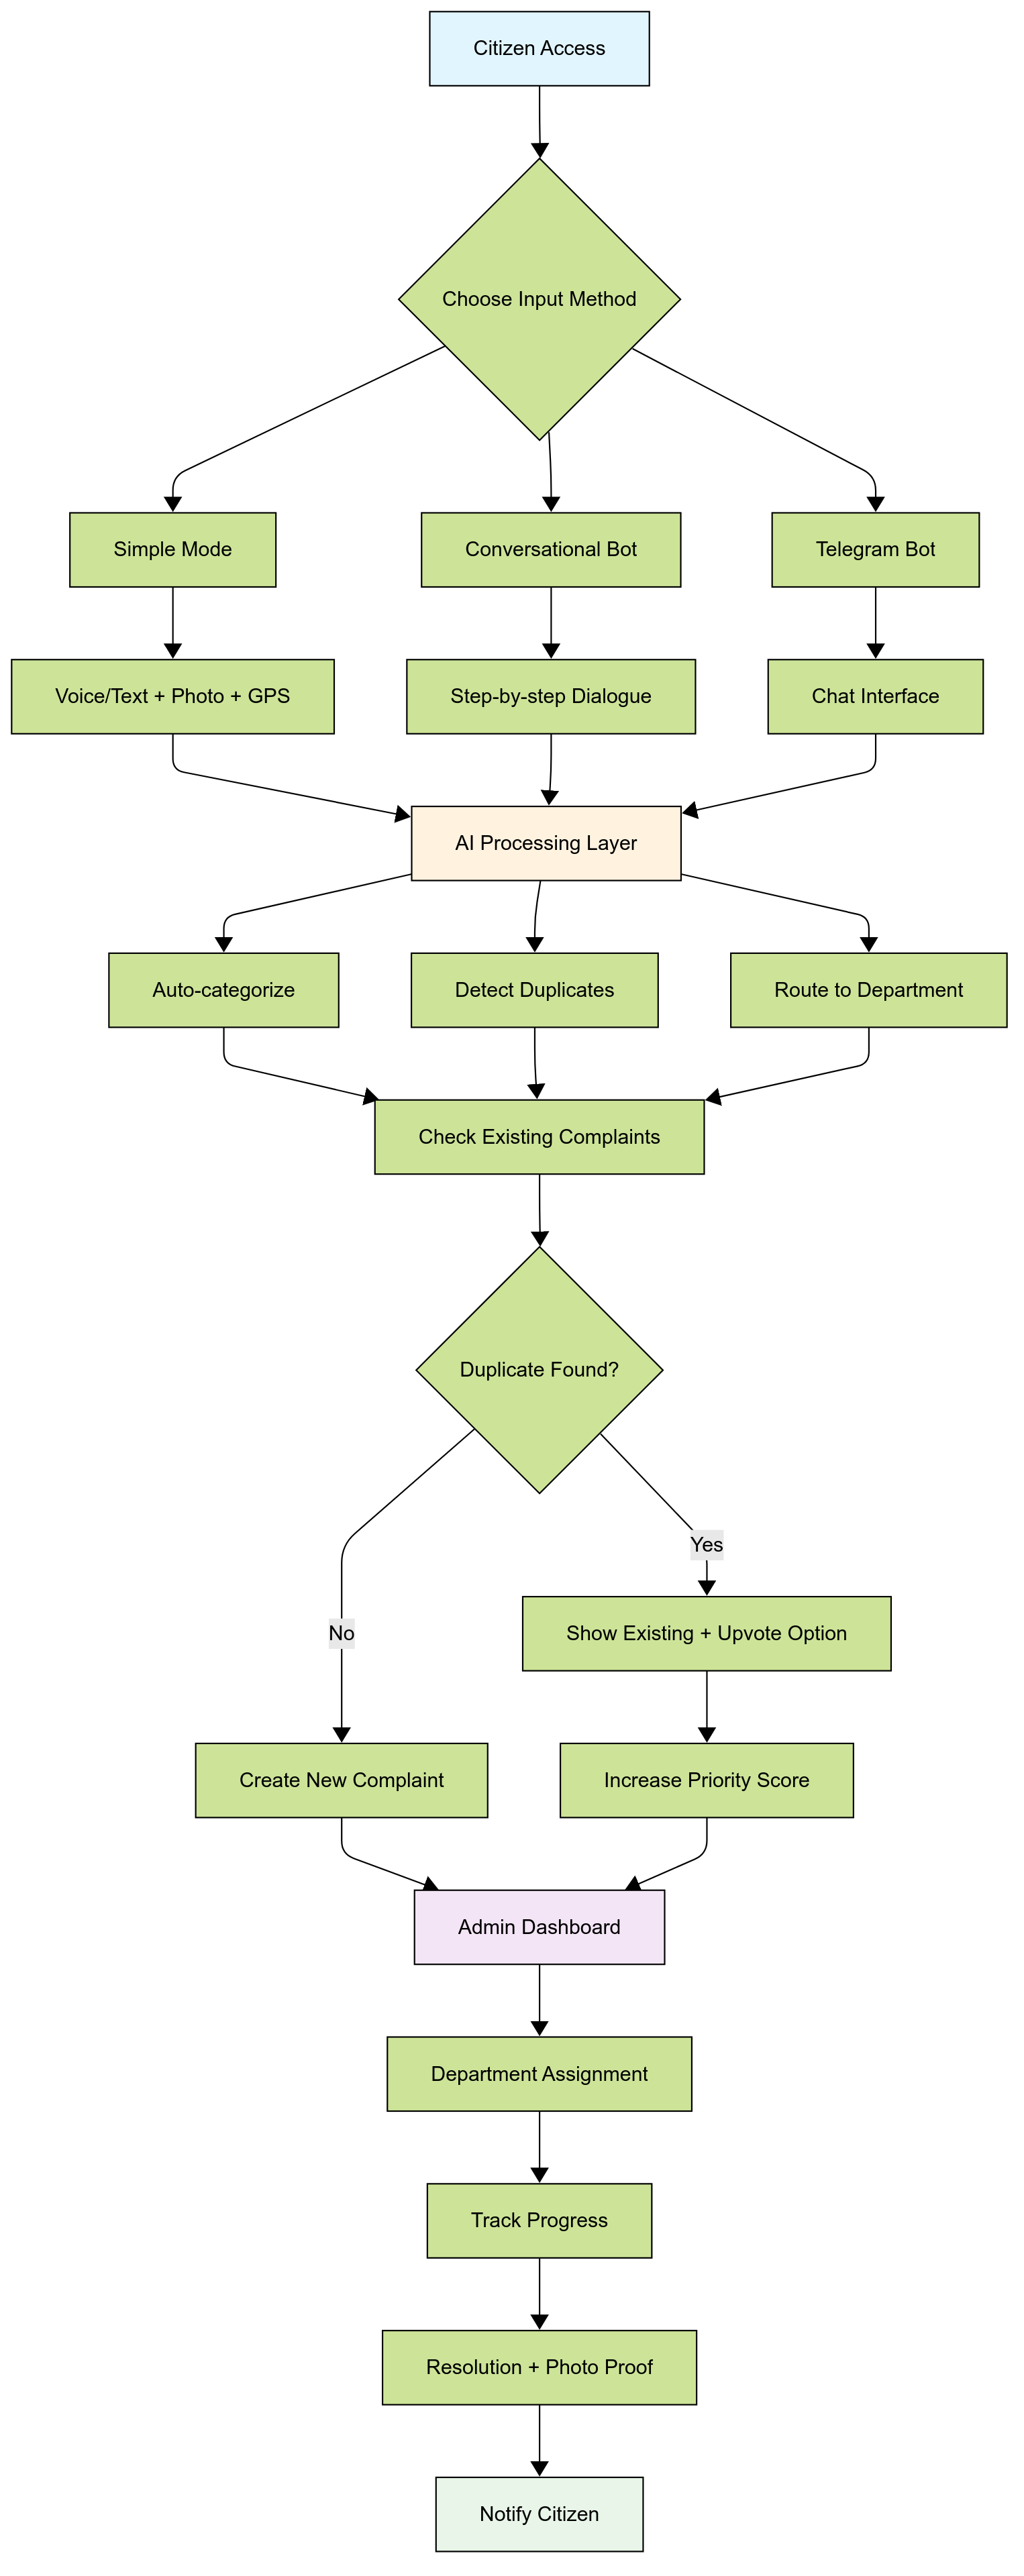 Citizen Access
Choose Input Method
Simple Mode
Conversational Bot
Telegram Bot
Voice/Text + Photo + GPS
Step-by-step Dialogue
Chat Interface
AI Processing Layer
Auto-categorize
Detect Duplicates
Route to Department
Check Existing Complaints
Duplicate Found?
Yes
No
Show Existing + Upvote Option
Create New Complaint
Increase Priority Score
Admin Dashboard
Department Assignment
Track Progress
Resolution + Photo Proof
Notify Citizen